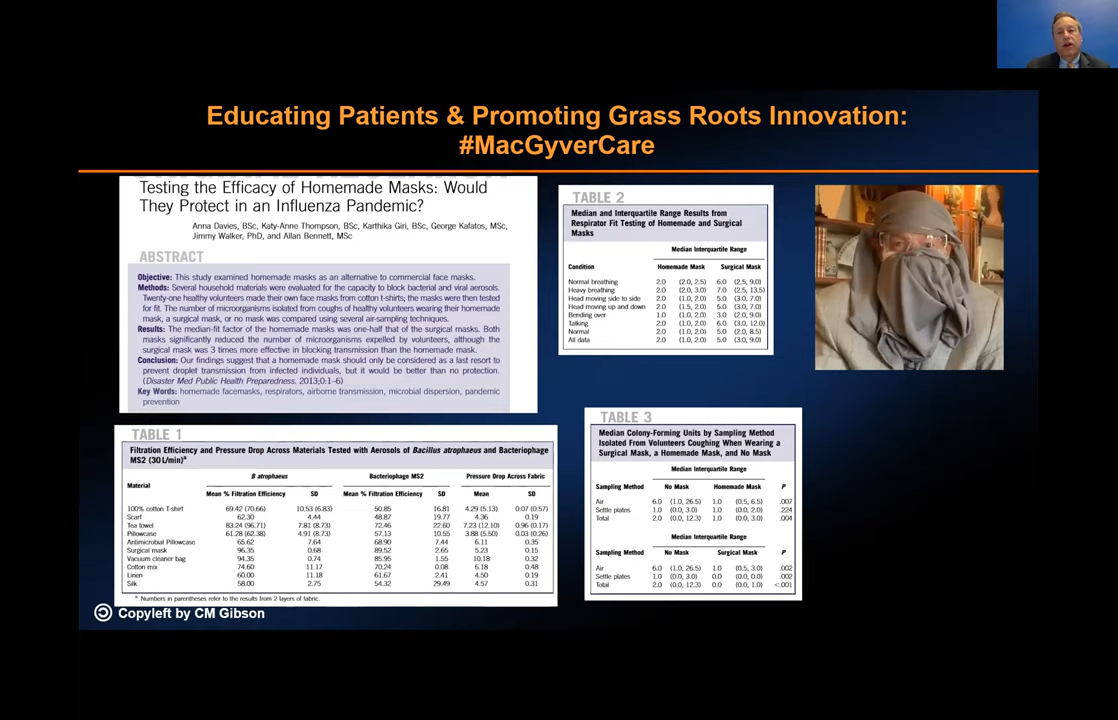 Educating Patients & Promoting Grass Roots Innovation:
#MacGyverCare
Testing the Efficacy of Homemade Masks: Would
They Protect in an Influenza Pandemic?
Anna Davies, BSc, Katy-Anne Thompson, BSc, Karthika Giri, BSc, George Kafatos, MSc,
Jimmy Walker, PhD, and Allan Bennett, MSc
ABSTRACT
Objective: This study examined homemade masks as an alternative to commercial face masks.
Methods: Several household materials were evaluated for the capacity to block bacterial and viral aerosols.
Twenty-one healthy volunteers made their own face masks from cotton t-shirts; the masks were then tested
for fit. The number of microorganisms isolated from coughs of healthy volunteers wearing their homemade
mask, a surgical mask, or no mask was compared using several air-sampling techniques.
Results: The median-fit factor of the homemade masks was one-half that of the surgical masks. Both
masks significantly reduced the number of microorganisms expelled by volunteers, although the
surgical mask was 3 times more effective in blocking transmission than the homemade mask.
Conclusion: Our findings suggest that a homemade mask should only be considered as a last resort to
prevent droplet transmission from infected individuals, but it would be better than no protection.
(Disaster Med Public Health Preparedness. 2013;0:1–6)
Key Words: homemade facemasks, respirators, airborne transmission, microbial dispersion, pandemic
prevention
TABLE 1
Filtration Efficiency and Pressure Drop Across Materials Tested with Aerosols of Bacillus atrophaeus and Bacteriophage
MS2 (30 L/min)a
B atrophaeus Bacteriophage MS2 Pressure Drop Across Fabric
Material Mean % Filtration Efficiency SD Mean % Filtration Efficiency SD Mean SD
100% cotton T-shirt 69.42 (70.66) 10.53 (6.83) 50.85 16.81 4.29 (5.13) 0.07 (0.57)
Scarf 62.30 4.44 48.87 19.77 4.36 0.19
Tea towel 83.24 (96.71) 7.81 (8.73) 72.46 22.60 7.23 (12.10) 0.96 (0.17)
Pillowcase 61.28 (62.38) 4.91 (8.73) 57.13 10.55 3.88 (5.50) 0.03 (0.26)
Antimicrobial Pillowcase 65.62 7.64 68.90 7.44 6.11 0.35
Surgical mask 96.35 0.68 89.52 2.65 5.23 0.15
Vacuum cleaner bag 94.35 0.74 85.95 1.55 10.18 0.32
Cotton mix 74.60 11.17 70.24 0.08 6.18 0.48
Linen 60.00 11.18 61.67 2.41 4.50 0.19
Silk 58.00 2.75 54.32 29.49 4.57 0.31
a Numbers in parentheses refer to the results from 2 layers of fabric.
TABLE 2
Median and Interquartile Range Results from
Respirator Fit Testing of Homemade and Surgical
Masks
Median Interquartile Range
Condition Homemade Mask Surgical Mask
Normal breathing 2.0 (2.0, 2.5) 6.0 (2.5, 9.0)
Heavy breathing 2.0 (2.0, 3.0) 7.0 (2.5, 13.5)
Head moving side to side 2.0 (1.0, 2.0) 5.0 (3.0, 7.0)
Head moving up and down 2.0 (1.5, 2.0) 5.0 (3.0, 7.0)
Bending over 1.0 (1.0, 2.0) 3.0 (2.0, 9.0)
Talking 2.0 (1.0, 2.0) 6.0 (3.0, 12.0)
Normal 2.0 (1.0, 2.0) 5.0 (2.0, 8.5)
All data 2.0 (1.0, 2.0) 5.0 (3.0, 9.0)
TABLE 3
Median Colony-Forming Units by Sampling Method
Isolated From Volunteers Coughing When Wearing a
Surgical Mask, a Homemade Mask, and No Mask
Median Interquartile Range
Sampling Method No Mask Homemade Mask P
Air 6.0 (1.0, 26.5) 1.0 (0.5, 6.5) .007
Settle plates 1.0 (0.0, 3.0) 1.0 (0.0, 2.0) .224
Total 2.0 (0.0, 12.3) 1.0 (0.0, 3.0) .004
Median Interquartile Range
Sampling Method No Mask Surgical Mask P
Air 6.0 (1.0, 26.5) 1.0 (0.5, 3.0) .002
Settle plates 1.0 (0.0, 3.0) 0.0 (0.0, 0.0) .002
Total 2.0 (0.0, 12.3) 0.0 (0.0, 1.0) <.001
Copyleft by CM Gibson